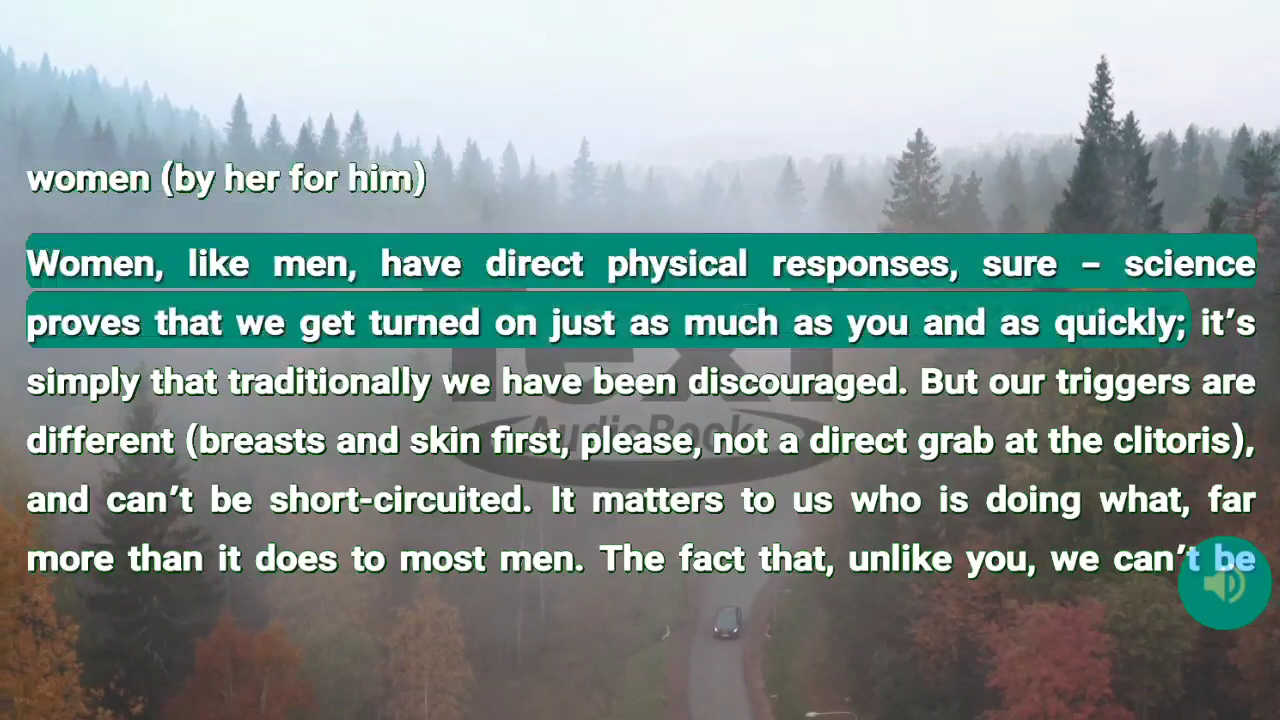 women (by her for him)
Women, like men, have direct physical responses, sure – science
proves that we get turned on just as much as you and as quickly; it’s
simply that traditionally we have been discouraged. But our triggers are
different (breasts and skin first, please, not a direct grab at the clitoris),
and can’t be short-circuited. It matters to us who is doing what, far
more than it does to most men. The fact that, unlike you, we can’t be
Text
AudioBook